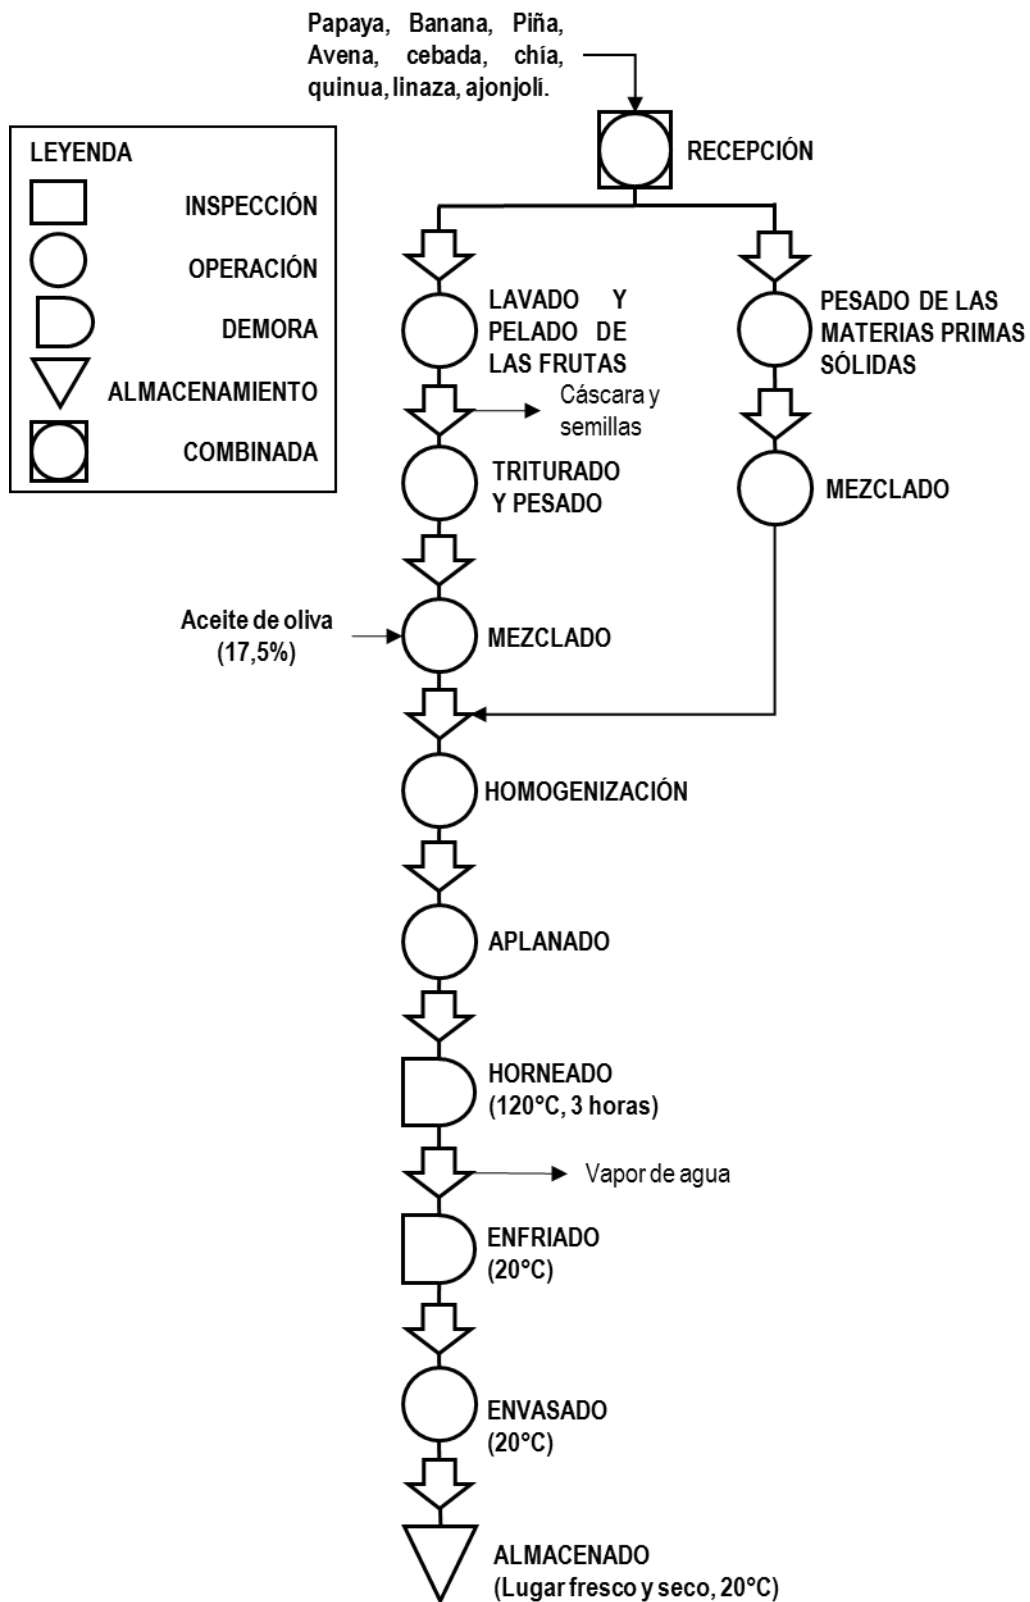 Papaya, Banana, Piña,
Avena, cebada, chía,
quinua, linaza, ajonjolí.
LEYENDA
INSPECCIÓN
OPERACIÓN
DEMORA
ALMACENAMIENTO
COMBINADA
RECEPCIÓN
LAVADO Y
PELADO DE
LAS FRUTAS
PESADO DE LAS
MATERIAS PRIMAS
SÓLIDAS
Cáscara y
semillas
TRITURADO
Y PESADO
MEZCLADO
Aceite de oliva
(17,5%)
MEZCLADO
HOMOGENIZACIÓN
APLANADO
HORNEADO
(120°C, 3 horas)
Vapor de agua
ENFRIADO
(20°C)
ENVASADO
(20°C)
ALMACENADO
(Lugar fresco y seco, 20°C)